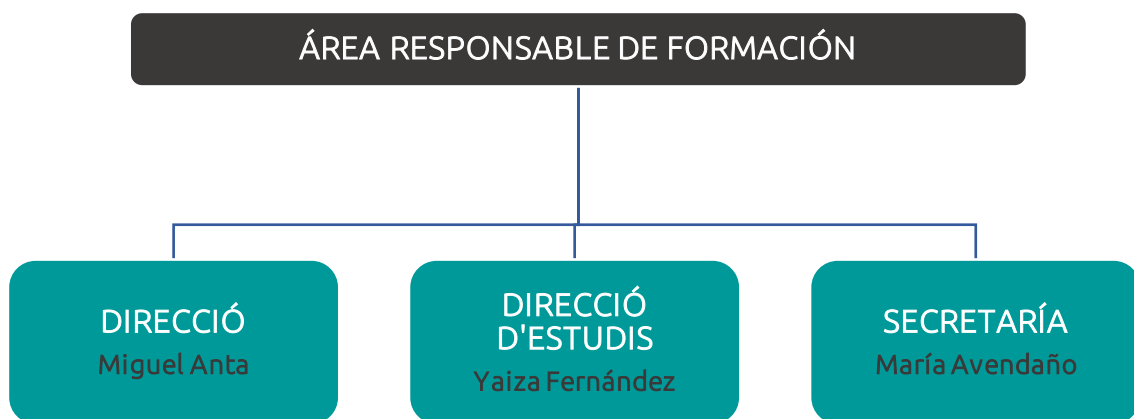 ÁREA RESPONSABLE DE FORMACIÓN
DIRECCIÓ
Miguel Anta
DIRECCIÓ
D'ESTUDIS
Yaiza Fernández
SECRETARÍA
María Avendaño